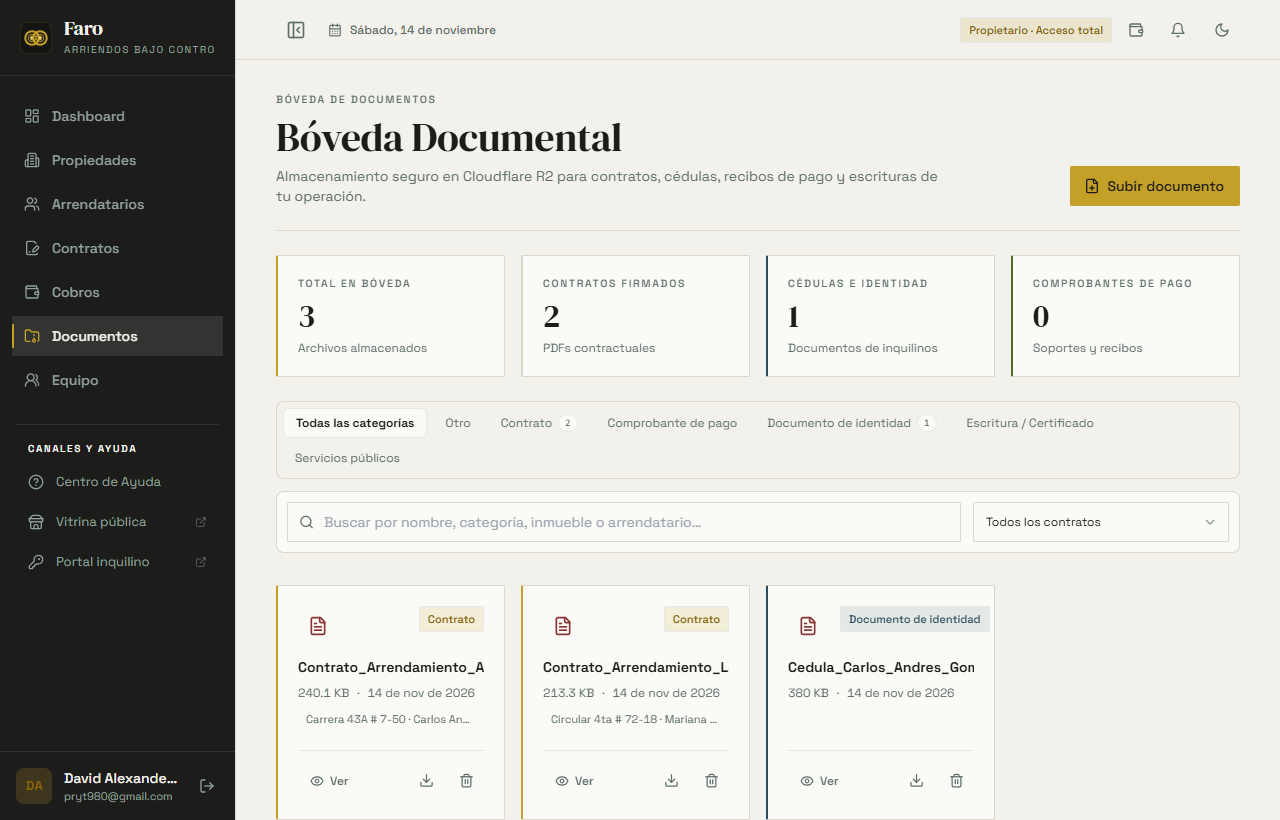 Faro
ARRIENDOS BAJO CONTRO
Dashboard
Propiedades
Arrendatarios
Contratos
Cobros
Documentos
Equipo
CANALES Y AYUDA
Centro de Ayuda
Vitrina pública
Portal inquilino
DA
David Alexande...
pryt980@gmail.com
Sábado, 14 de noviembre
Propietario · Acceso total
BÓVEDA DE DOCUMENTOS
Bóveda Documental
Almacenamiento seguro en Cloudflare R2 para contratos, cédulas, recibos de pago y escrituras de
tu operación.
Subir documento
TOTAL EN BÓVEDA
3
Archivos almacenados
CONTRATOS FIRMADOS
2
PDFs contractuales
CÉDULAS E IDENTIDAD
1
Documentos de inquilinos
COMPROBANTES DE PAGO
0
Soportes y recibos
Todas las categorías Otro Contrato 2 Comprobante de pago Documento de identidad 1 Escritura / Certificado
Servicios públicos
Buscar por nombre, categoría, inmueble o arrendatario...
Todos los contratos
Contrato
Contrato_Arrendamiento_A
240.1 KB · 14 de nov de 2026
Carrera 43A # 7-50 · Carlos An...
Ver
Contrato
Contrato_Arrendamiento_L
213.3 KB · 14 de nov de 2026
Circular 4ta # 72-18 · Mariana ...
Ver
Documento de identidad
Cedula_Carlos_Andres_Gon
380 KB · 14 de nov de 2026
Ver